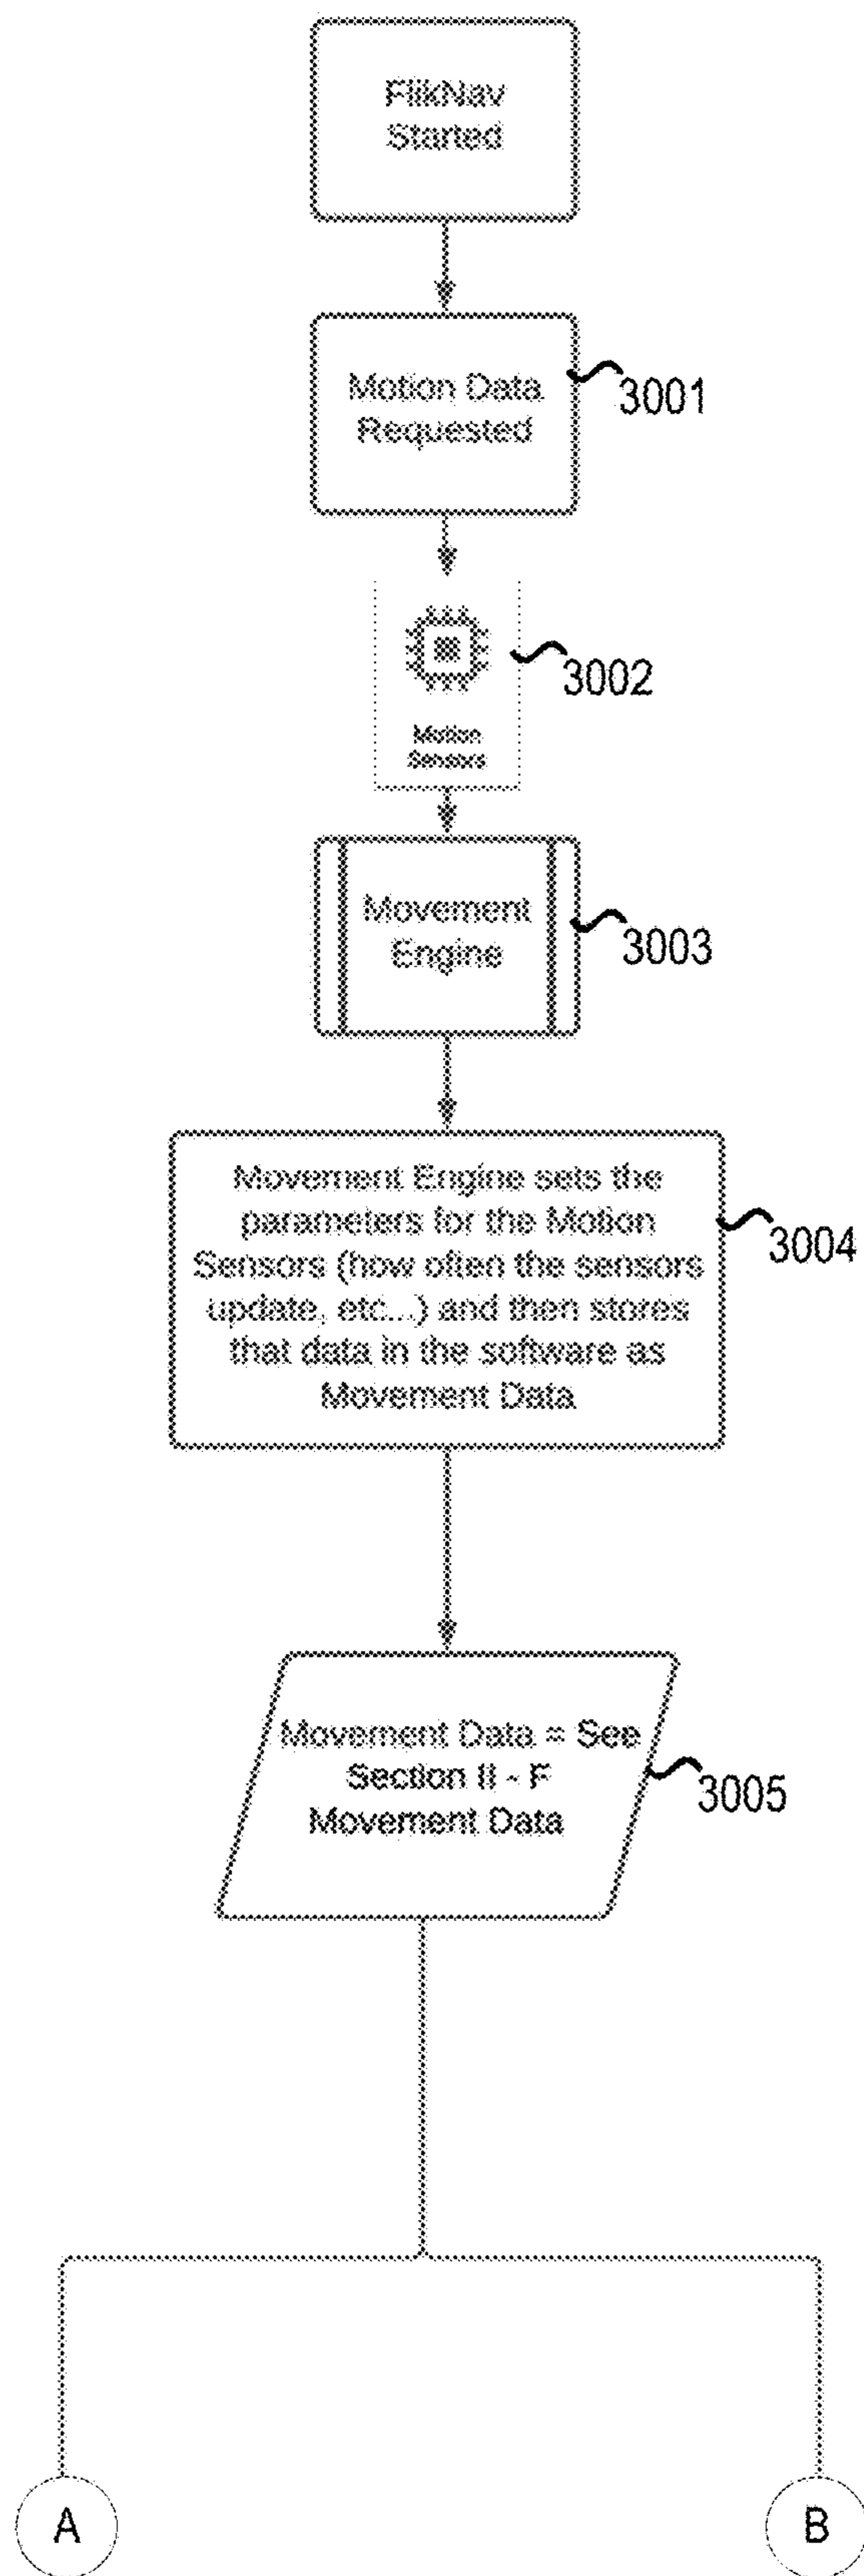 FlikNav
Started
Motion Data
Requested
3001
Motion
Sensors
3002
Movement
Engine
3003
Movement Engine sets the
parameters for the Motion
Sensors (how often the sensors
update, etc...) and then stores
that data in the software as
Movement Data
3004
Movement Data = See
Section II - F
Movement Data
3005
A
B